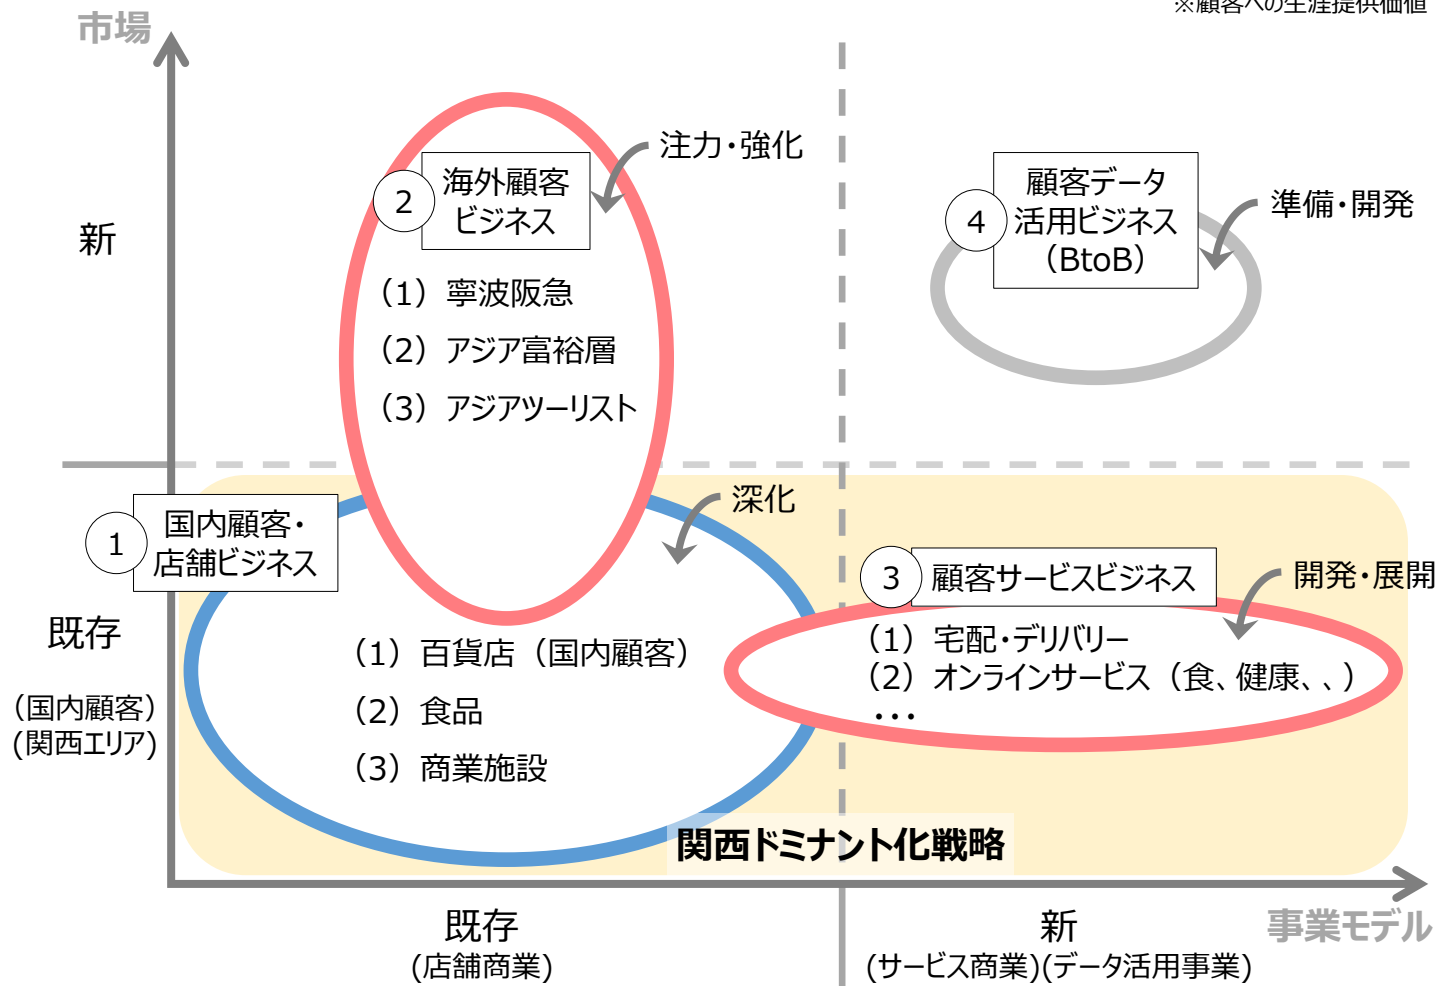 ※顧客への生涯提供価値
市場
注力・強化
2
海外顧客
ビジネス
4
顧客データ
活用ビジネス
（BtoB）
準備・開発
新
（1）寧波阪急
（2）アジア富裕層
（3）アジアツーリスト
深化
1
国内顧客・
店舗ビジネス
3
顧客サービスビジネス
開発・展開
既存
（国内顧客）
(関西エリア)
（1）百貨店（国内顧客）
（2）食品
（3）商業施設
（1）宅配・デリバリー
（2）オンラインサービス（食、健康、、）
・・・
関西ドミナント化戦略
既存
(店舗商業)
新
(サービス商業)(データ活用事業)
事業モデル